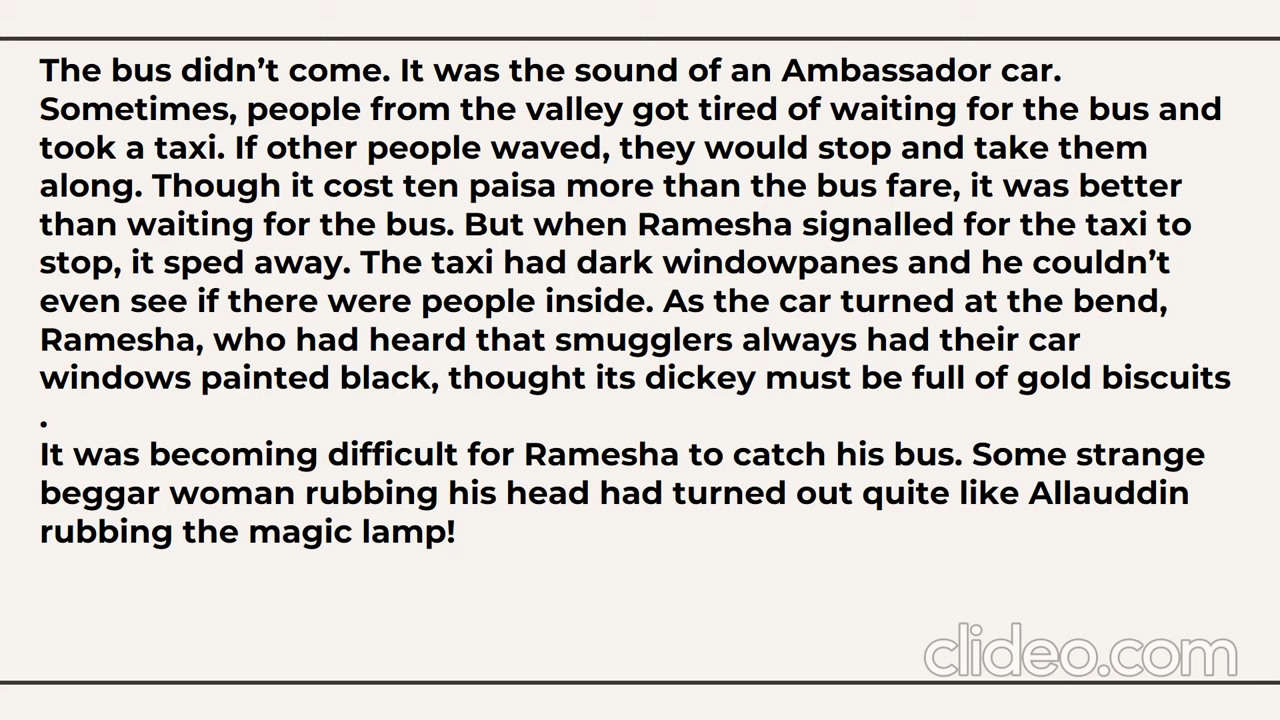 The bus didn’t come. It was the sound of an Ambassador car.
Sometimes, people from the valley got tired of waiting for the bus and
took a taxi. If other people waved, they would stop and take them
along. Though it cost ten paisa more than the bus fare, it was better
than waiting for the bus. But when Ramesha signalled for the taxi to
stop, it sped away. The taxi had dark windowpanes and he couldn’t
even see if there were people inside. As the car turned at the bend,
Ramesha, who had heard that smugglers always had their car
windows painted black, thought its dickey must be full of gold biscuits
.
It was becoming difficult for Ramesha to catch his bus. Some strange
beggar woman rubbing his head had turned out quite like Allauddin
rubbing the magic lamp!
clideo.com